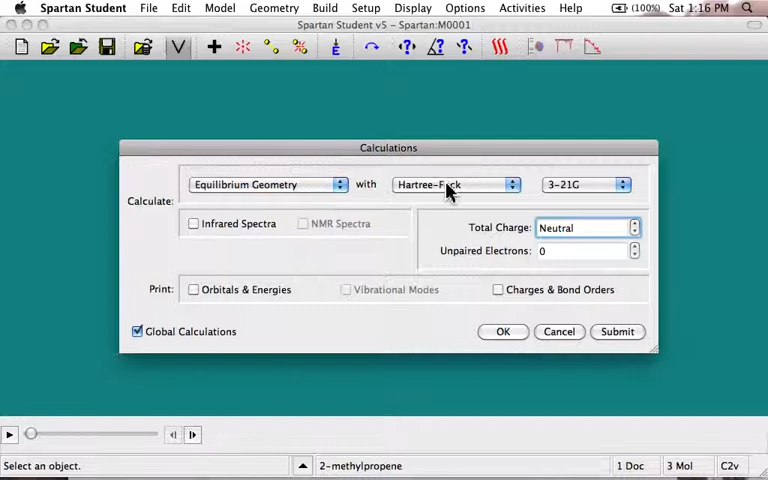 Spartan Student File Edit Model Geometry Build Setup Display Options Activities Help (100%) Sat 1:16 PM
Spartan Student v5 - Spartan:M0001
Calculations
Calculate: Equilibrium Geometry with Hartree-Fock 3-21G
Infrared Spectra NMR Spectra
Total Charge: Neutral
Unpaired Electrons: 0
Print: Orbitals & Energies Vibrational Modes Charges & Bond Orders
Global Calculations OK Cancel Submit
Select an object. 2-methylpropene 1 Doc 3 Mol C2v